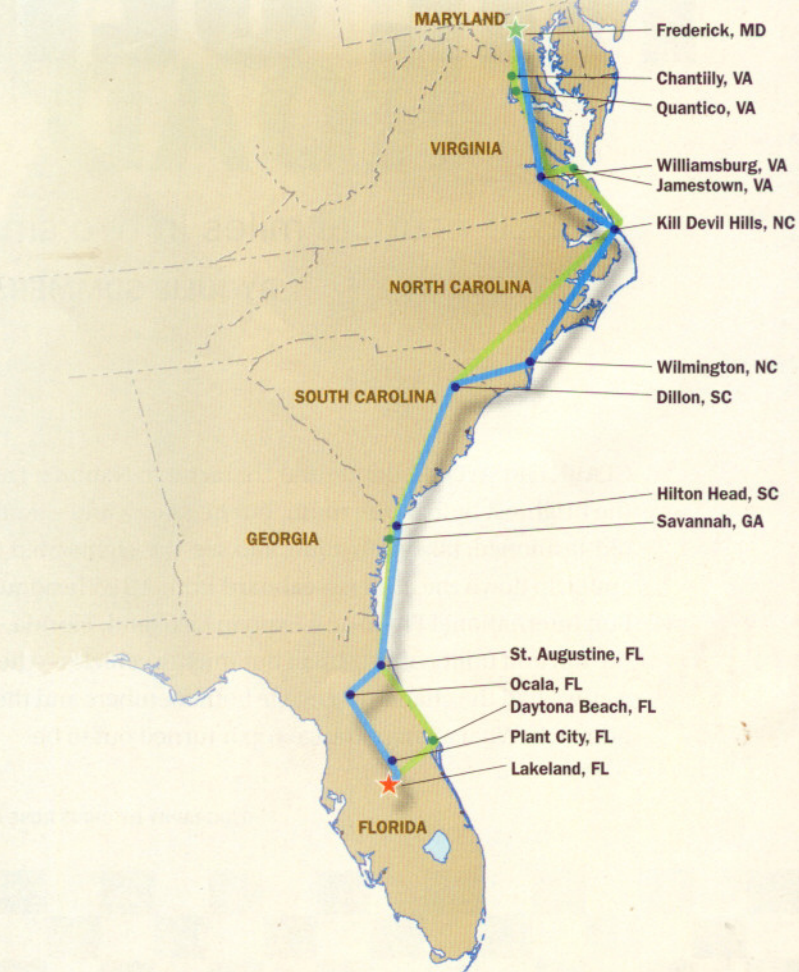 MARYLAND
Frederick, MD
Chantiily, VA
Quantico, VA
VIRGINIA
Williamsburg, VA
Jamestown, VA
Kill Devil Hills, NC
NORTH CAROLINA
Wilmington, NC
SOUTH CAROLINA
Dillon, SC
Hilton Head, SC
Savannah, GA
GEORGIA
St. Augustine, FL
Ocala, FL
Daytona Beach, FL
Plant City, FL
Lakeland, FL
FLORIDA